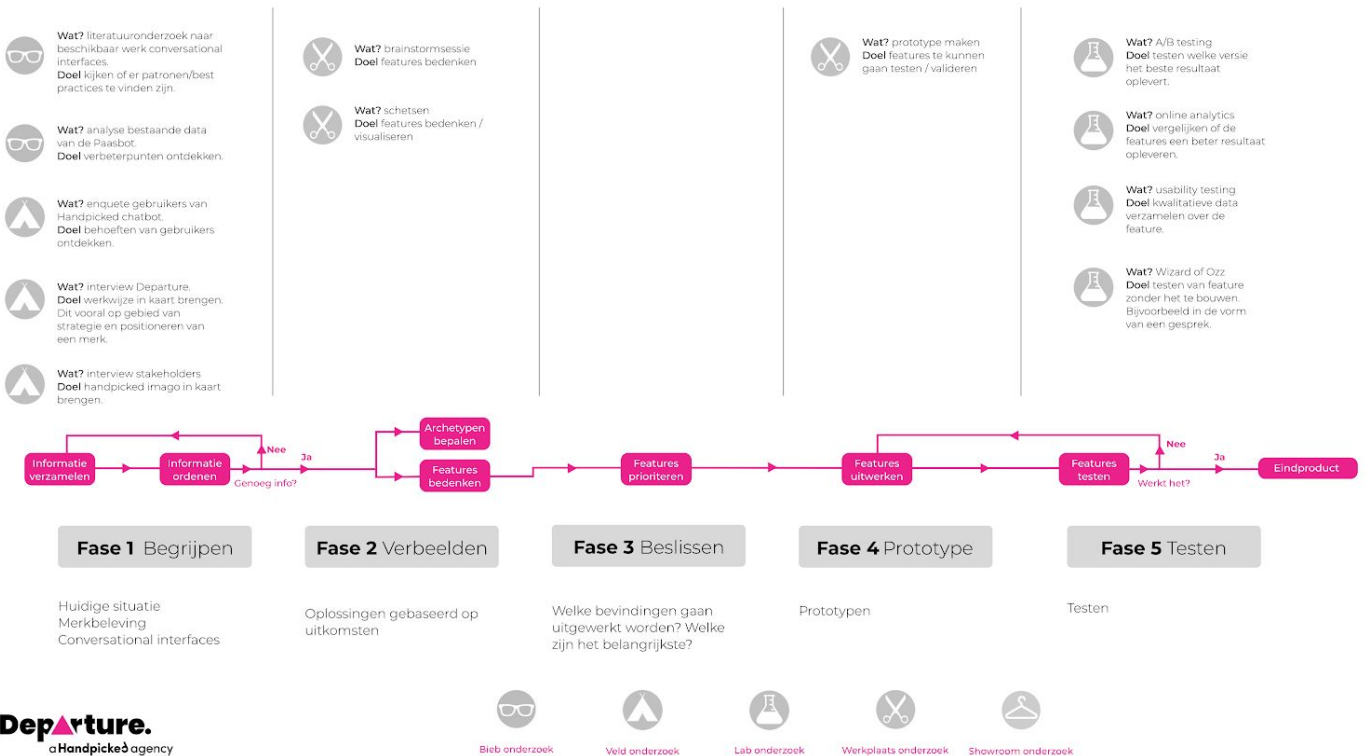 Wat? literatuuronderzoek naar
beschikbaar werk conversational
interfaces.
Doel kijken of er patronen/best
practices te vinden zijn.
Wat? analyse bestaande data
van de Paasbot.
Doel verbeterpunten ontdekken.
Wat? enquete gebruikers van
Handpicked chatbot.
Doel behoeften van gebruikers
ontdekken.
Wat? interview Departure.
Doel werkwijze in kaart brengen.
Dit vooral op gebied van
strategie en positioneren van
een merk.
Wat? interview stakeholders
Doel handpicked imago in kaart
brengen.
Wat? brainstormsessie
Doel features bedenken
Wat? schetsen
Doel features bedenken /
visualiseren
Wat? prototype maken
Doel features te kunnen
gaan testen / valideren
Wat? A/B testing
Doel testen welke versie
het beste resultaat
oplevert.
Wat? online analytics
Doel vergelijken of de
features een beter resultaat
opleveren.
Wat? usability testing
Doel kwalitatieve data
verzamelen over de
feature.
Wat? Wizard of Ozz
Doel testen van feature
zonder het te bouwen.
Bijvoorbeeld in de vorm
van een gesprek.
Informatie
verzamelen
Informatie
ordenen
Nee
Genoeg info?
Ja
Archetypen
bepalen
Features
bedenken
Features
prioriteren
Features
uitwerken
Features
testen
Nee
Werkt het?
Ja
Eindproduct
Fase 1 Begrijpen
Fase 2 Verbeelden
Fase 3 Beslissen
Fase 4 Prototype
Fase 5 Testen
Huidige situatie
Merkbeleving
Conversational interfaces
Oplossingen gebaseerd op
uitkomsten
Welke bevindingen gaan
uitgewerkt worden? Welke
zijn het belangrijkste?
Prototypen
Testen
Departure.
a Handpicked agency
Bieb onderzoek
Veld onderzoek
Lab onderzoek
Werkplaats onderzoek
Showroom onderzoek